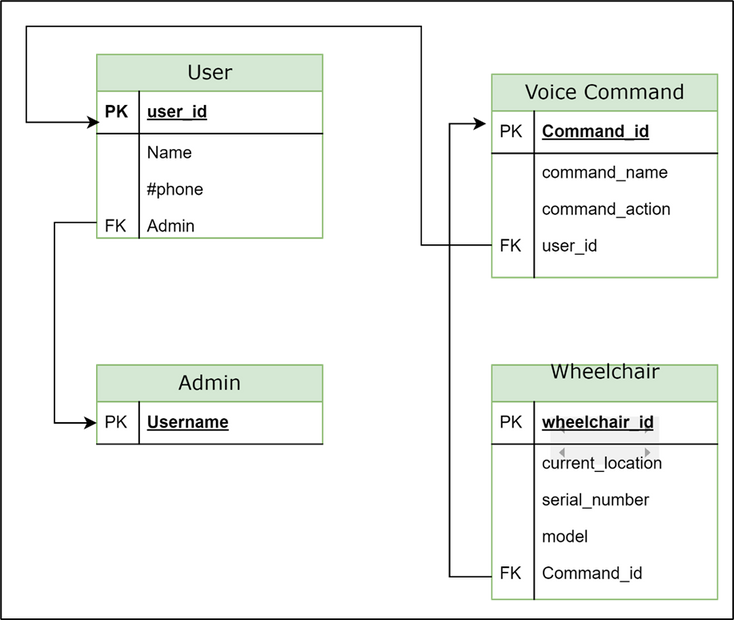 User
PK user_id
Name
#phone
FK Admin
Voice Command
PK Command_id
command_name
command_action
FK user_id
Admin
PK Username
Wheelchair
PK wheelchair_id
current_location
serial_number
model
FK Command_id